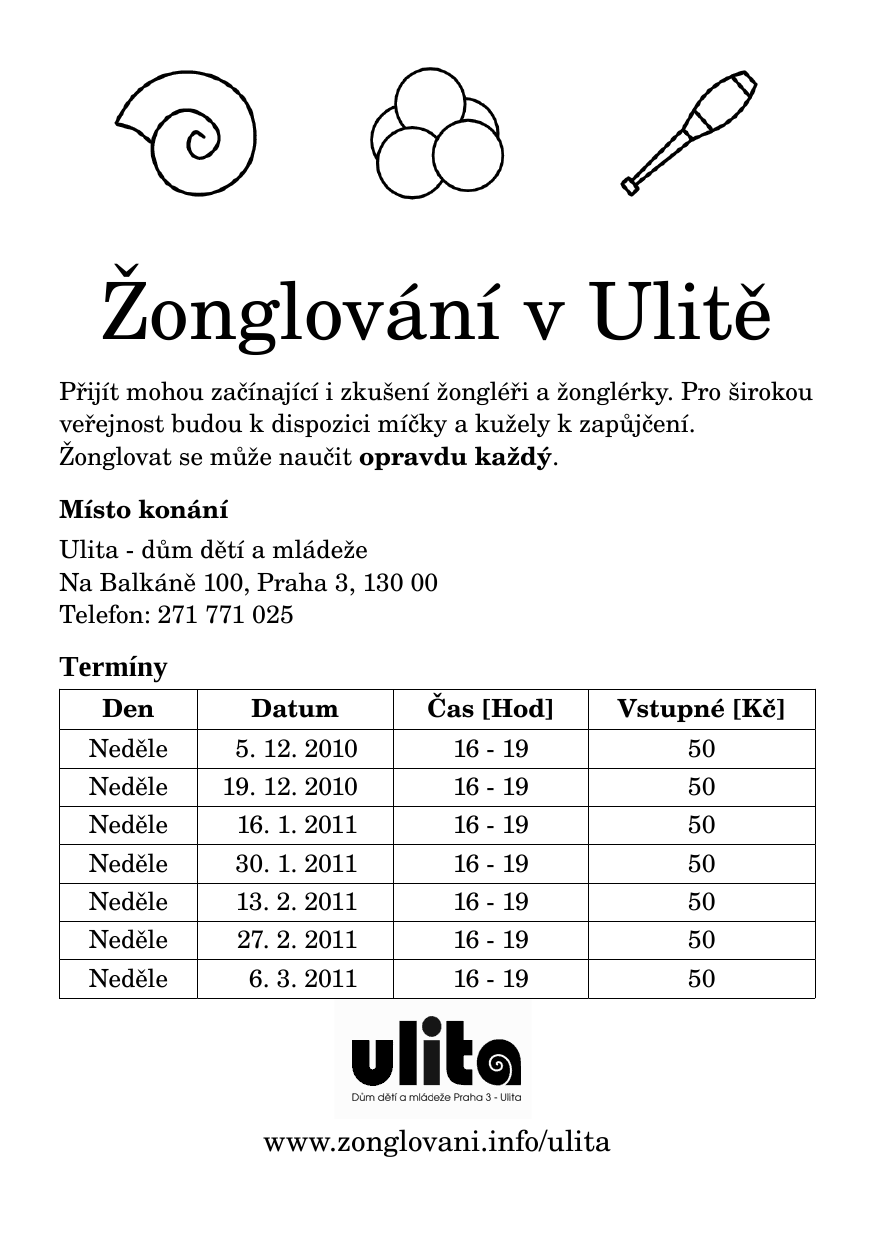 Žonglování v Ulitě
Přijít mohou začínající i zkušení žongléři a žonglérky. Pro širokou
veřejnost budou k dispozici míčky a kužely k zapůjčení.
Žonglovat se může naučit opravdu každý.
Místo konání
Ulita - dům dětí a mládeže
Na Balkáně 100, Praha 3, 130 00
Telefon: 271 771 025
Termíny
Den Datum Čas [Hod] Vstupné [Kč]
Neděle 5. 12. 2010 16 - 19 50
Neděle 19. 12. 2010 16 - 19 50
Neděle 16. 1. 2011 16 - 19 50
Neděle 30. 1. 2011 16 - 19 50
Neděle 13. 2. 2011 16 - 19 50
Neděle 27. 2. 2011 16 - 19 50
Neděle 6. 3. 2011 16 - 19 50
ulita
Dům dětí a mládeže Praha 3 - Ulita
www.zonglovani.info/ulita